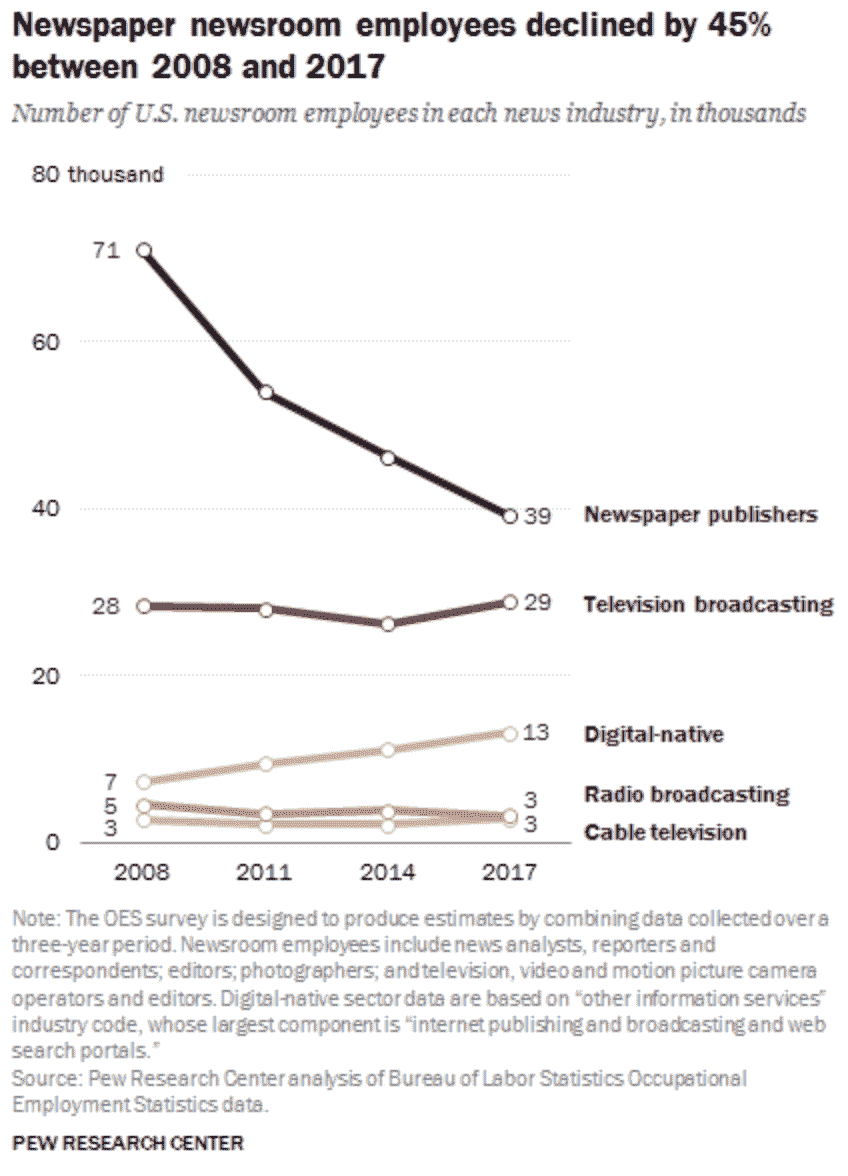 Newspaper newsroom employees declined by 45%
between 2008 and 2017
Number of U.S. newsroom employees in each news industry, in thousands
80 thousand
71
60
40
39 Newspaper publishers
28
29 Television broadcasting
20
13 Digital-native
7
5
3
3 Radio broadcasting
3 Cable television
0
2008 2011 2014 2017
Note: The OES survey is designed to produce estimates by combining data collected over a
three-year period. Newsroom employees include news analysts, reporters and
correspondents; editors; photographers; and television, video and motion picture camera
operators and editors. Digital-native sector data are based on “other information services”
industry code, whose largest component is “internet publishing and broadcasting and web
search portals.”
Source: Pew Research Center analysis of Bureau of Labor Statistics Occupational
Employment Statistics data.
PEW RESEARCH CENTER